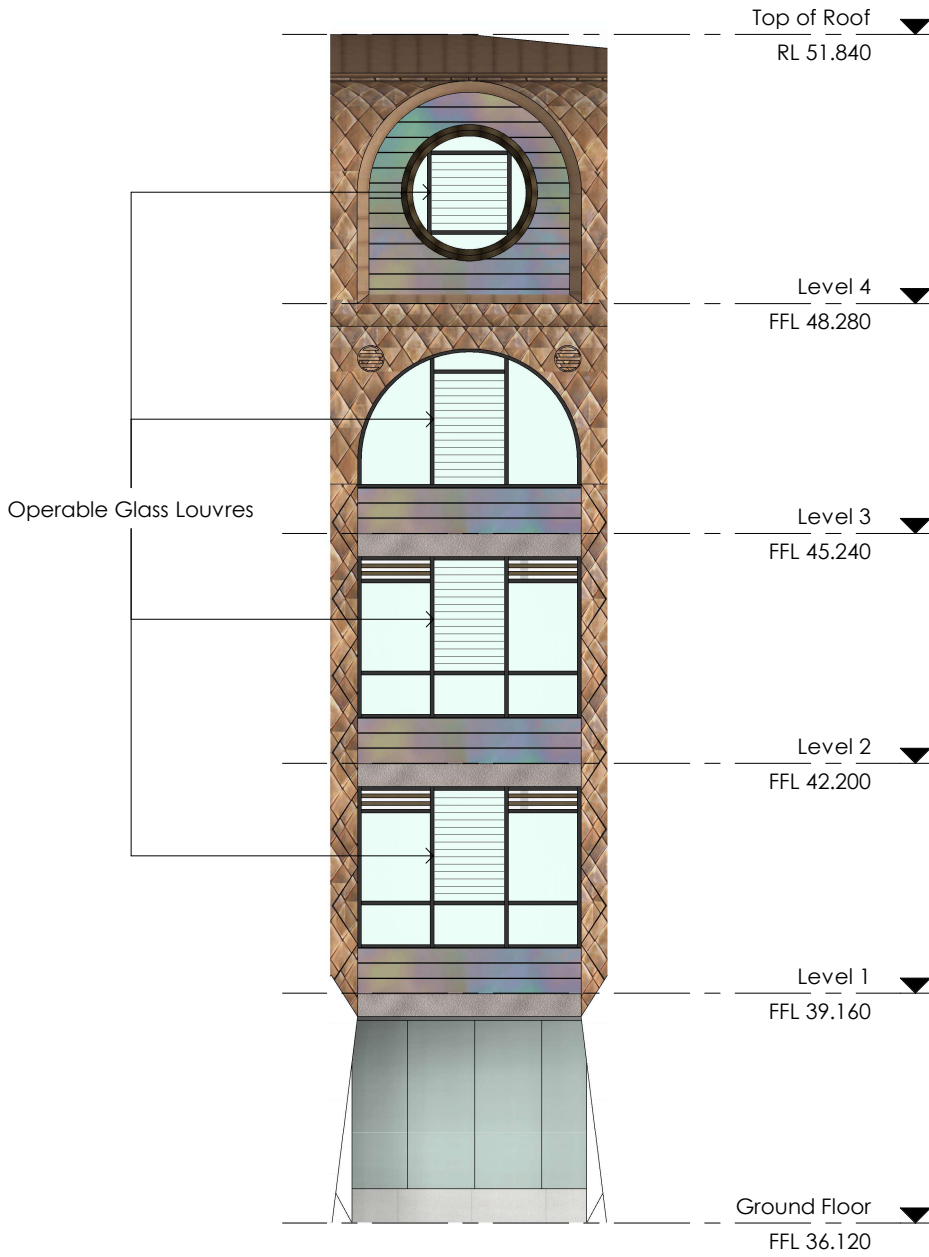 Top of Roof
RL 51.840
Level 4
FFL 48.280
Operable Glass Louvres
Level 3
FFL 45.240
Level 2
FFL 42.200
Level 1
FFL 39.160
Ground Floor
FFL 36.120